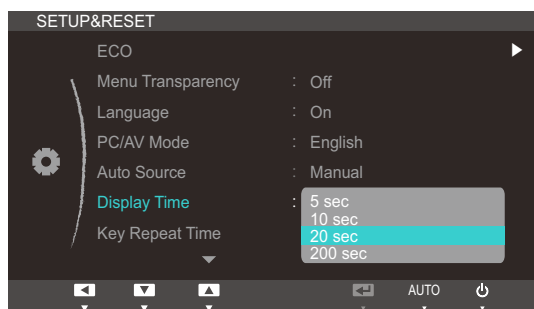 SETUP&RESET
ECO
Menu Transparency : Off
Language : On
PC/AV Mode : English
Auto Source : Manual
Display Time : 5 sec
10 sec
20 sec
200 sec
Key Repeat Time
AUTO